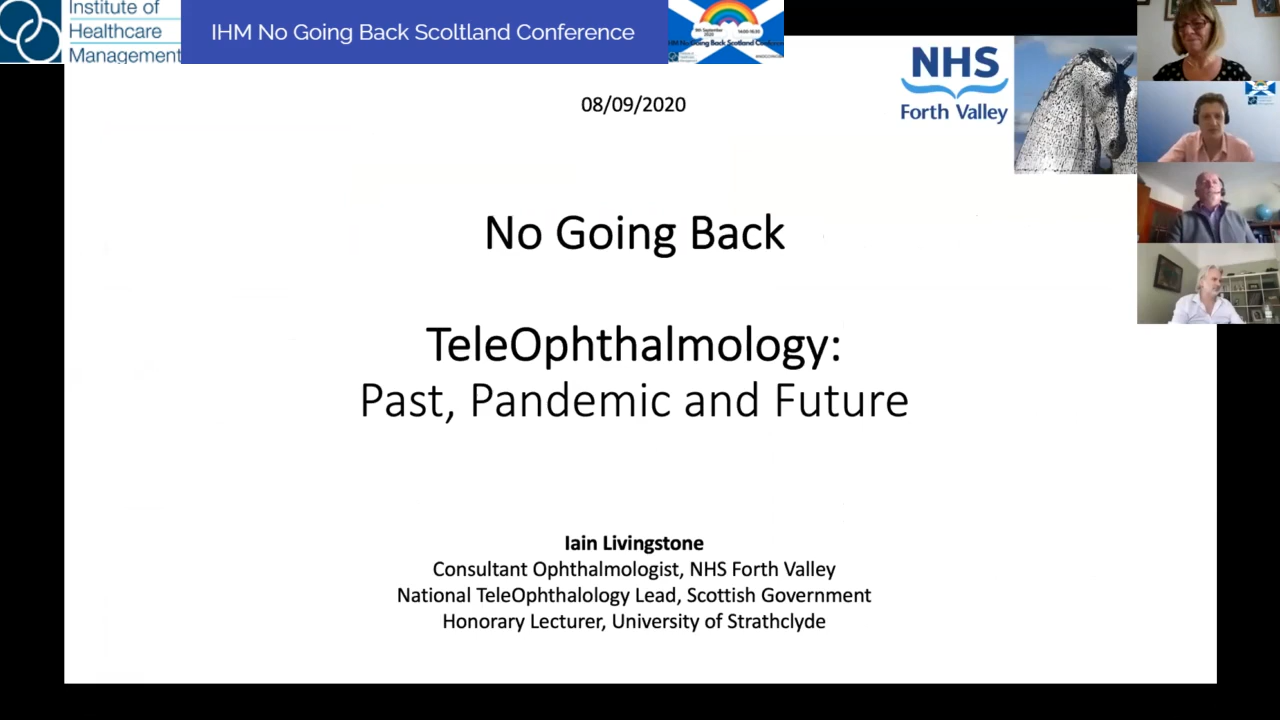 Institute of
Healthcare
Management
IHM No Going Back Scoltland Conference
NHS
Forth Valley
08/09/2020
No Going Back
TeleOphthalmology:
Past, Pandemic and Future
Iain Livingstone
Consultant Ophthalmologist, NHS Forth Valley
National TeleOphthalology Lead, Scottish Government
Honorary Lecturer, University of Strathclyde